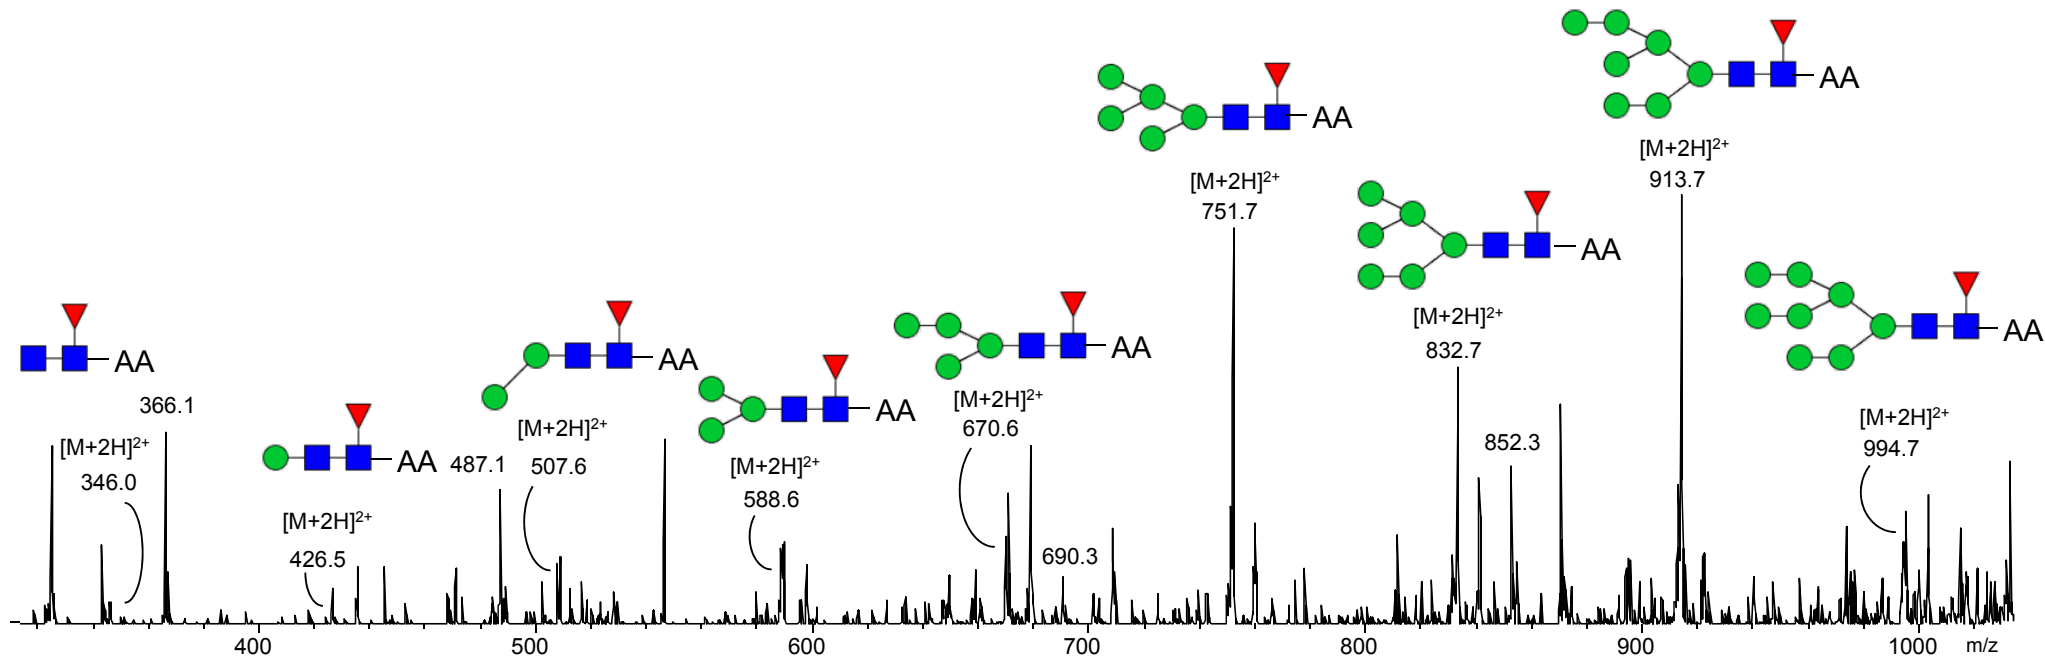 AA
[M+2H]2+
913.7
AA
[M+2H]2+
751.7
AA
[M+2H]2+
832.7
AA
[M+2H]2+
994.7
AA
366.1
[M+2H]2+
346.0
AA
[M+2H]2+
426.5
487.1
AA
[M+2H]2+
507.6
AA
[M+2H]2+
588.6
AA
[M+2H]2+
670.6
690.3
852.3
400
500
600
700
800
900
1000
m/z